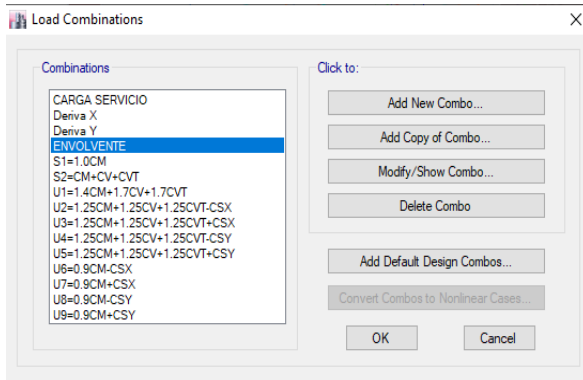 Load Combinations
Combinations
CARGA SERVICIO
Deriva X
Deriva Y
ENVOLVENTE
S1=1.0CM
S2=CM+CV+CVT
U1=1.4CM+1.7CV+1.7CVT
U2=1.25CM+1.25CV+1.25CVT-CSX
U3=1.25CM+1.25CV+1.25CVT+CSX
U4=1.25CM+1.25CV+1.25CVT-CSY
U5=1.25CM+1.25CV+1.25CVT+CSY
U6=0.9CM-CSX
U7=0.9CM+CSX
U8=0.9CM-CSY
U9=0.9CM+CSY
Click to:
Add New Combo...
Add Copy of Combo...
Modify/Show Combo...
Delete Combo
Add Default Design Combos...
Convert Combos to Nonlinear Cases...
OK
Cancel